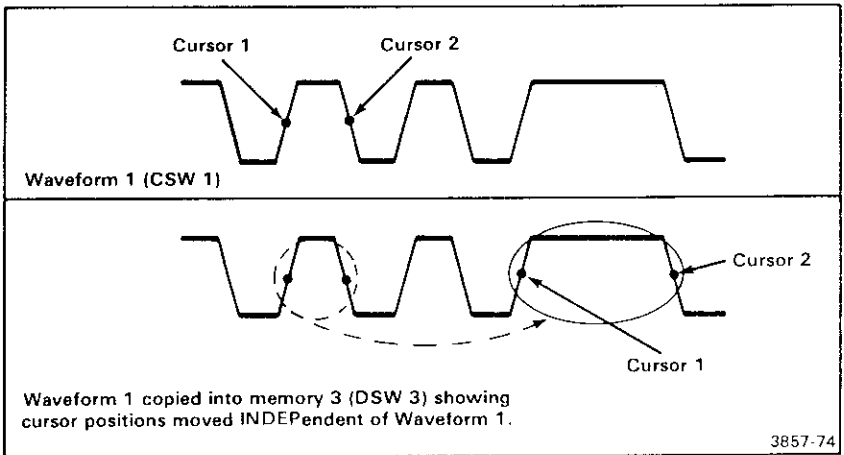 Cursor 1
Cursor 2
Waveform 1 (CSW 1)
Cursor 2
Cursor 1
Waveform 1 copied into memory 3 (DSW 3) showing
cursor positions moved INDEPendent of Waveform 1.
3857-74